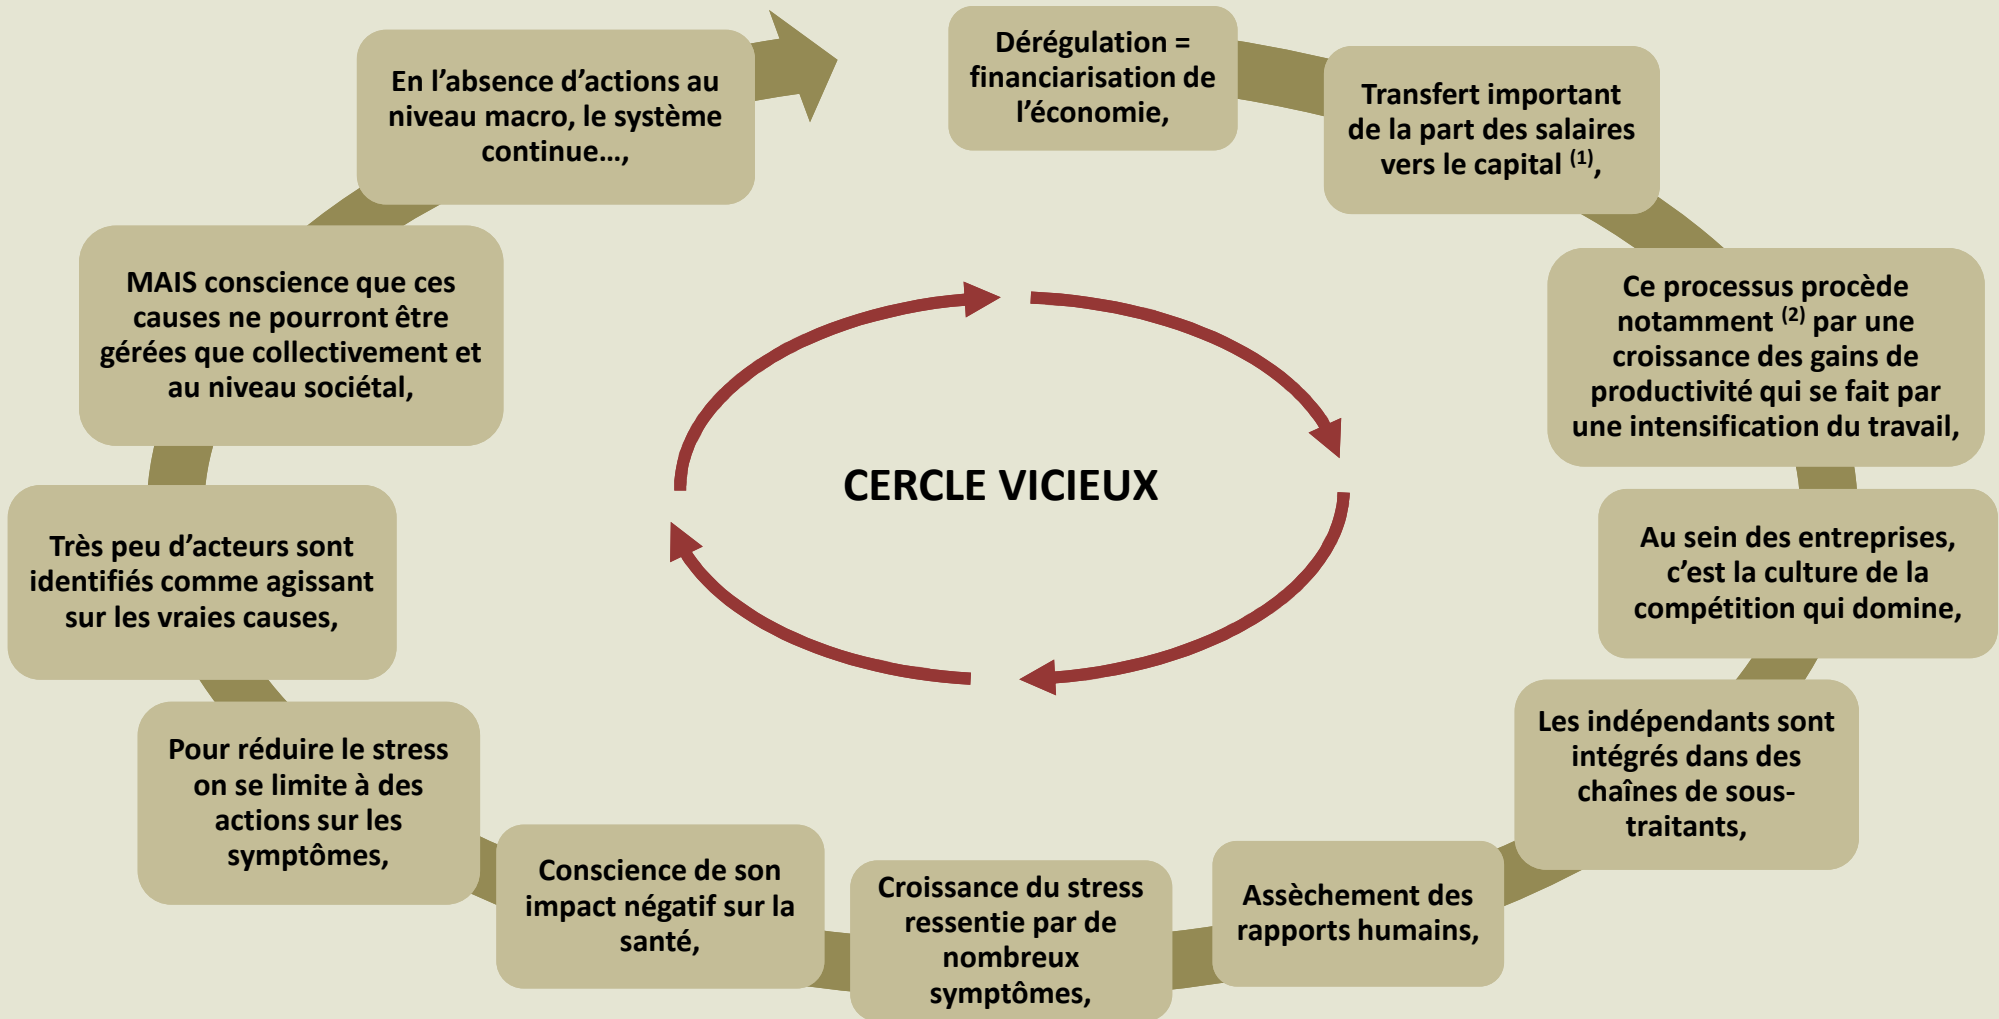 Dérégulation =
financiarisation de
l’économie,
Transfert important
de la part des salaires
vers le capital (1),
Ce processus procède
notamment (2) par une
croissance des gains de
productivité qui se fait par
une intensification du travail,
Au sein des entreprises,
c’est la culture de la
compétition qui domine,
Les indépendants sont
intégrés dans des
chaînes de sous-
traitants,
Assèchement des
rapports humains,
Croissance du stress
ressentie par de
nombreux
symptômes,
Conscience de son
impact négatif sur la
santé,
Pour réduire le stress
on se limite à des
actions sur les
symptômes,
Très peu d’acteurs sont
identifiés comme agissant
sur les vraies causes,
MAIS conscience que ces
causes ne pourront être
gérées que collectivement et
au niveau sociétal,
En l’absence d’actions au
niveau macro, le système
continue…,
CERCLE VICIEUX